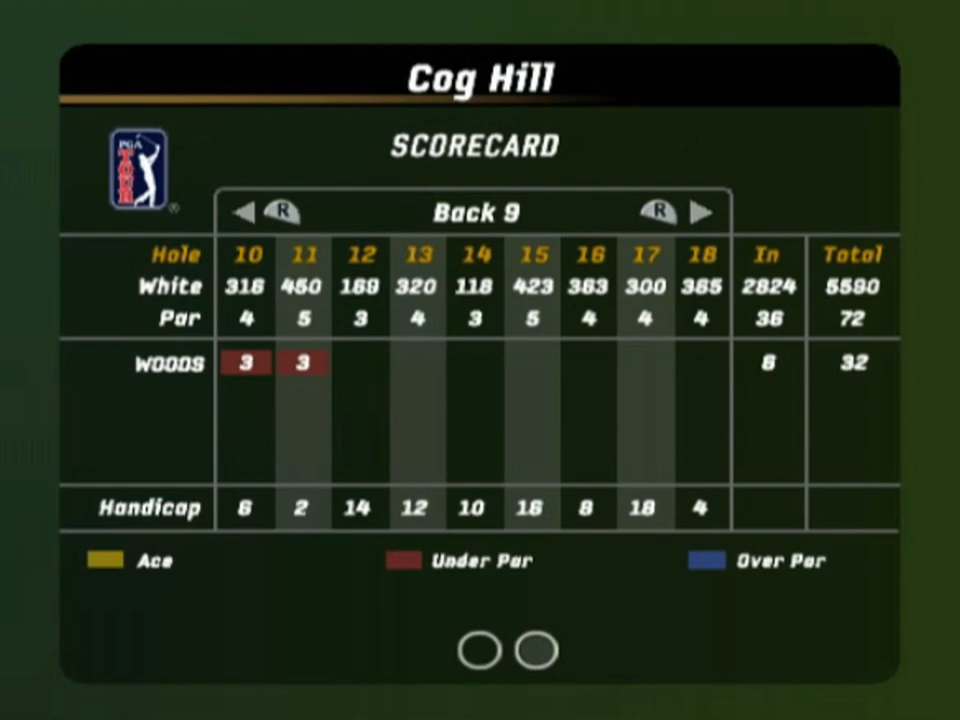 Cog Hill
PGA TOUR ®
SCORECARD
R Back 9 R
Hole 10 11 12 13 14 15 16 17 18 In Total
White 316 450 169 320 118 423 363 300 365 2824 5590
Par 4 5 3 4 3 5 4 4 4 36 72
WOODS 3 3 6 32
Handicap 6 2 14 12 10 16 8 18 4
Ace Under Par Over Par